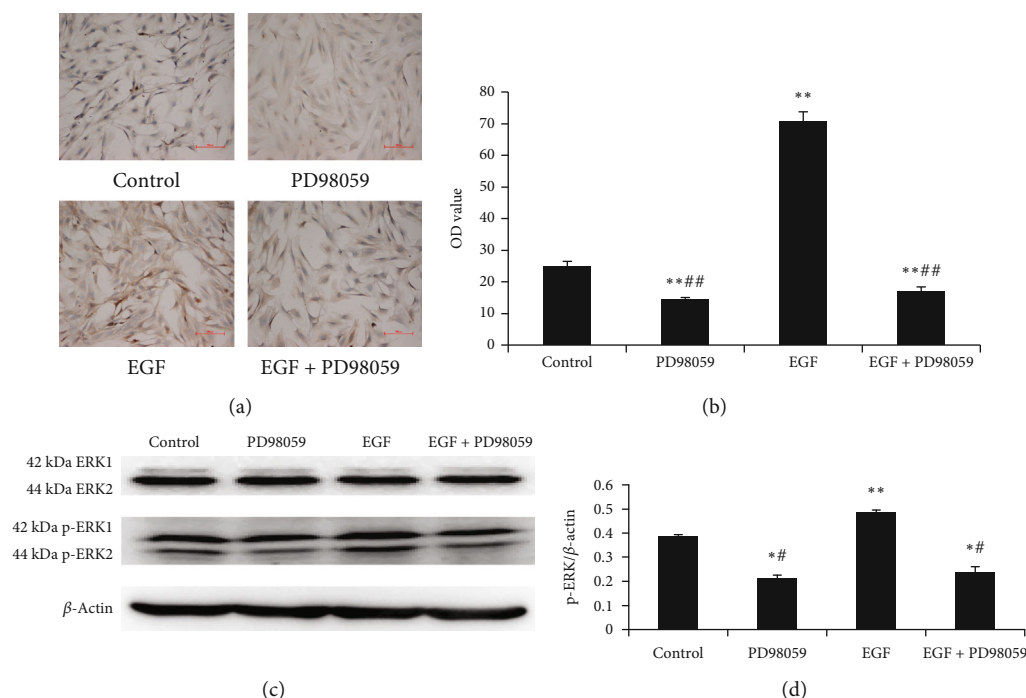 Control
PD98059
EGF
EGF + PD98059
(a)
80
70
60
50
40
30
20
10
0
OD value
**
**##
**
**##
Control
PD98059
EGF
EGF + PD98059
(b)
Control
PD98059
EGF
EGF + PD98059
42 kDa ERK1
44 kDa ERK2
42 kDa p-ERK1
44 kDa p-ERK2
β-Actin
(c)
0.6
0.5
0.4
0.3
0.2
0.1
0
p-ERK/β-actin
*#
**
*#
Control
PD98059
EGF
EGF + PD98059
(d)